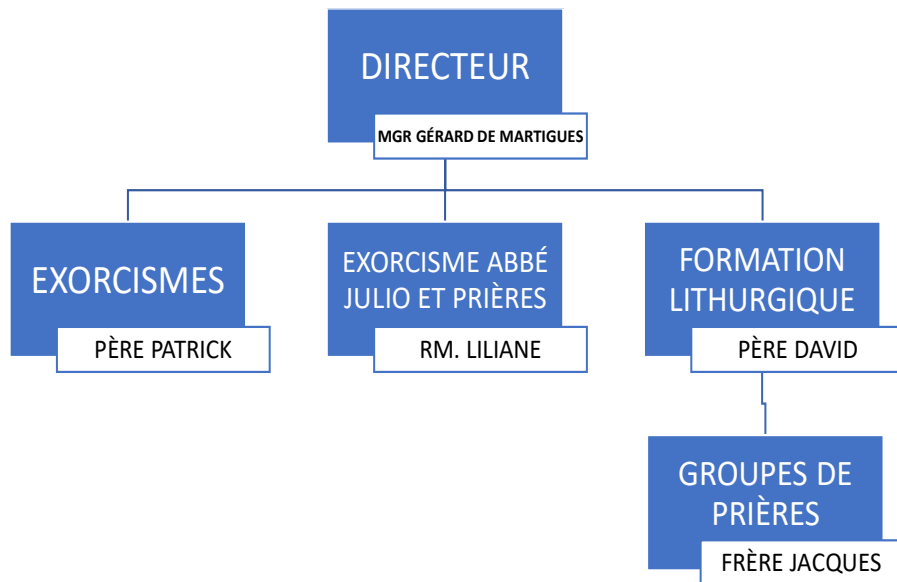 DIRECTEUR
MGR GÉRARD DE MARTIGUES
EXORCISMES
PÈRE PATRICK
EXORCISME ABBÉ
JULIO ET PRIÈRES
RM. LILIANE
FORMATION
LITHURGIQUE
PÈRE DAVID
GROUPES DE
PRIÈRES
FRÈRE JACQUES